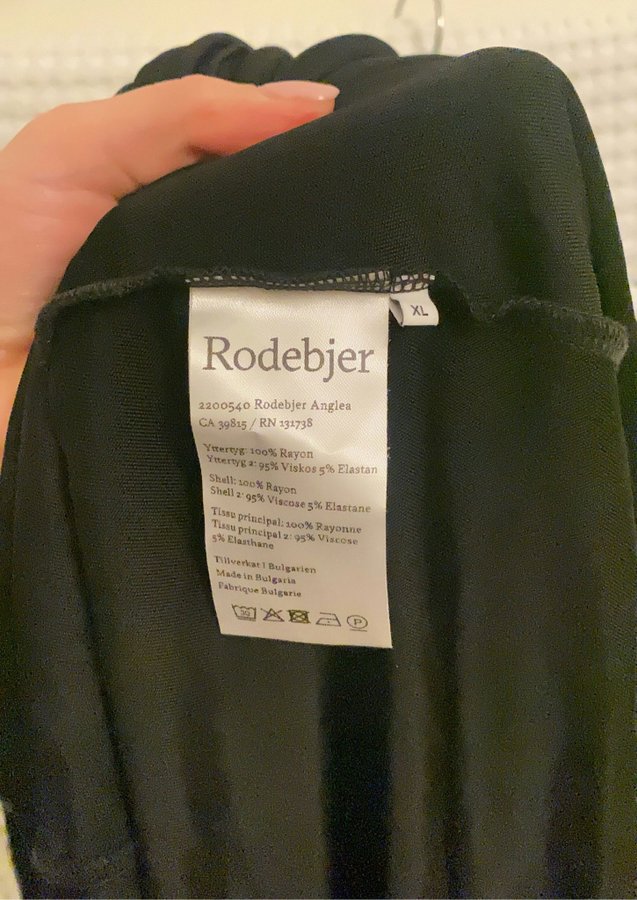 XL
Rodebjer
2200540 Rodebjer Anglea
CA 39815 / RN 131738
Yttertyg: 100% Rayon
Yttertyg 2: 95% Viskos 5% Elastan
Shell: 100% Rayon
Shell 2: 95% Viscose 5% Elastane
Tissu principal: 100% Rayonne
Tissu principal 2: 95% Viscose
5% Elasthane
Tillverkat I Bulgarien
Made in Bulgaria
Fabrique Bulgarie
30 P